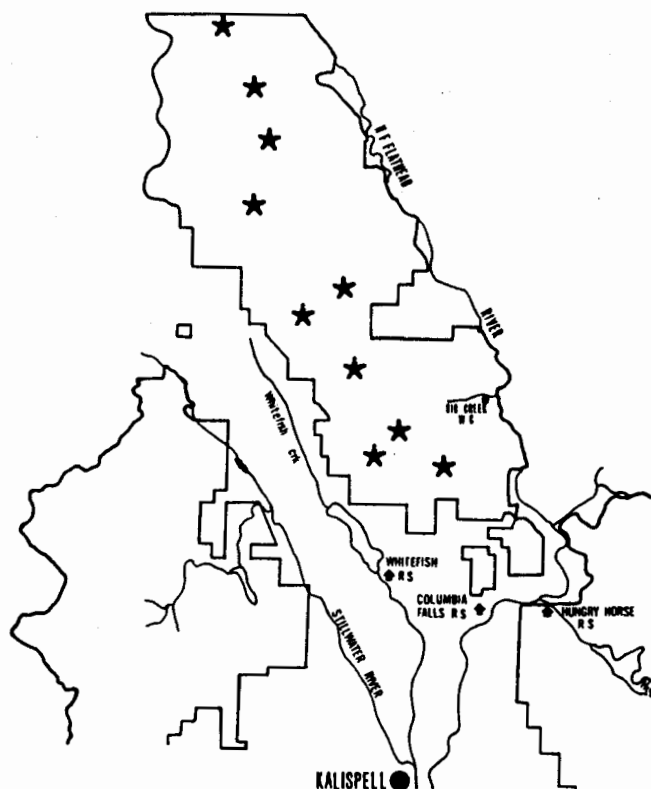 N F FLATHEAD
RIVER
BIG CREEK
W C
Whitefish Crk
WHITEFISH
R S
COLUMBIA
FALLS R S
HUNGRY HORSE
R S
STILLWATER RIVER
KALISPELL